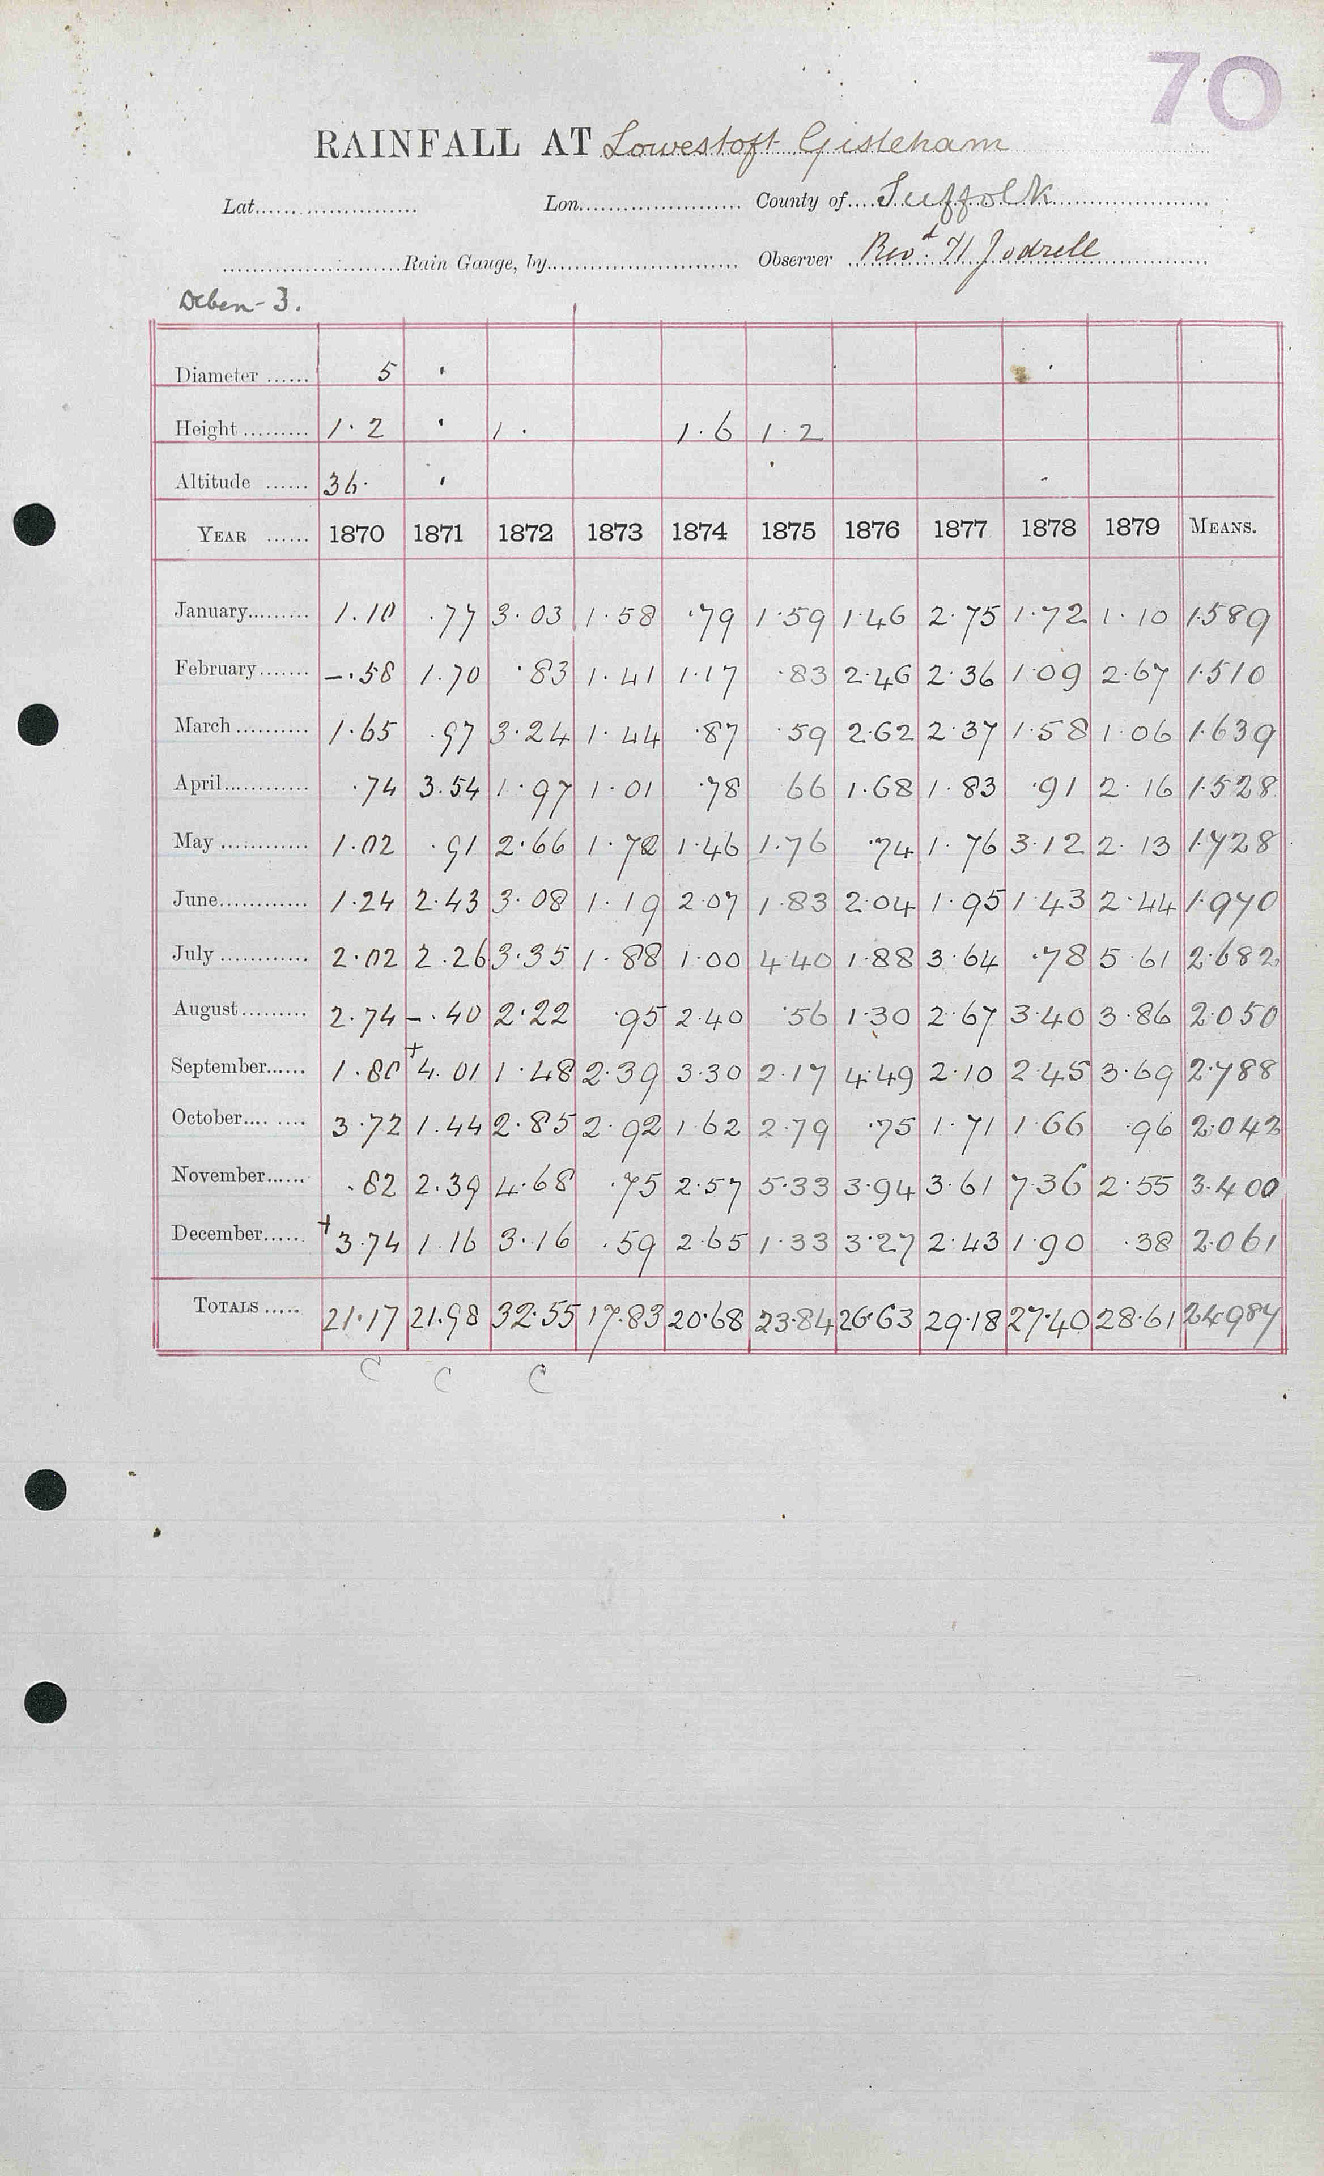 70
RAINFALL AT Lowestoft Gisleham
Lat. Lon. County of Suffolk
Rain Gauge, by Observer Revd. H Jodrell
Deben-3.
Diameter ...... 5 ·
Height ......... 1·2 · 1· 1·6 1·2
Altitude ...... 36· ·
YEAR ...... 1870 1871 1872 1873 1874 1875 1876 1877 1878 1879 MEANS.
January......... 1.10 ·77 3·03 1·58 ·79 1·59 1·46 2·75 1·72 1·10 1·589
February....... –·58 1·70 ·83 1·41 1·17 ·83 2·46 2·36 1·09 2·67 1·510
March .......... 1·65 ·97 3·24 1·44 ·87 ·59 2·62 2·37 1·58 1·06 1·639
April............ ·74 3.54 1·97 1·01 ·78 66 1·68 1·83 ·91 2·16 1·528
May ............ 1·02 ·91 2·66 1·72 1·46 1·76 ·74 1·76 3·12 2·13 1·728
June............ 1·24 2·43 3·08 1·19 2·07 1·83 2·04 1·95 1·43 2·44 1·970
July ............ 2·02 2·26 3·35 1·88 1·00 4·40 1·88 3·64 ·78 5·61 2·682
August......... 2·74 –·40 2·22 ·95 2·40 ·56 1·30 2·67 3·40 3·86 2·050
September...... 1·80 +4.01 1·48 2·39 3·30 2·17 4·49 2·10 2·45 3·69 2·788
October.... .... 3·72 1·44 2·85 2·92 1·62 2·79 ·75 1·71 1·66 ·96 2·042
November...... ·82 2·39 4·68 ·75 2·57 5·33 3·94 3·61 7·36 2·55 3·400
December...... +3·74 1·16 3·16 ·59 2·65 1·33 3·27 2·43 1·90 ·38 2·061
TOTALS ..... 21·17 21·98 32·55 17·83 20·68 23·84 26·63 29·18 27·40 28·61 24·987
C C C